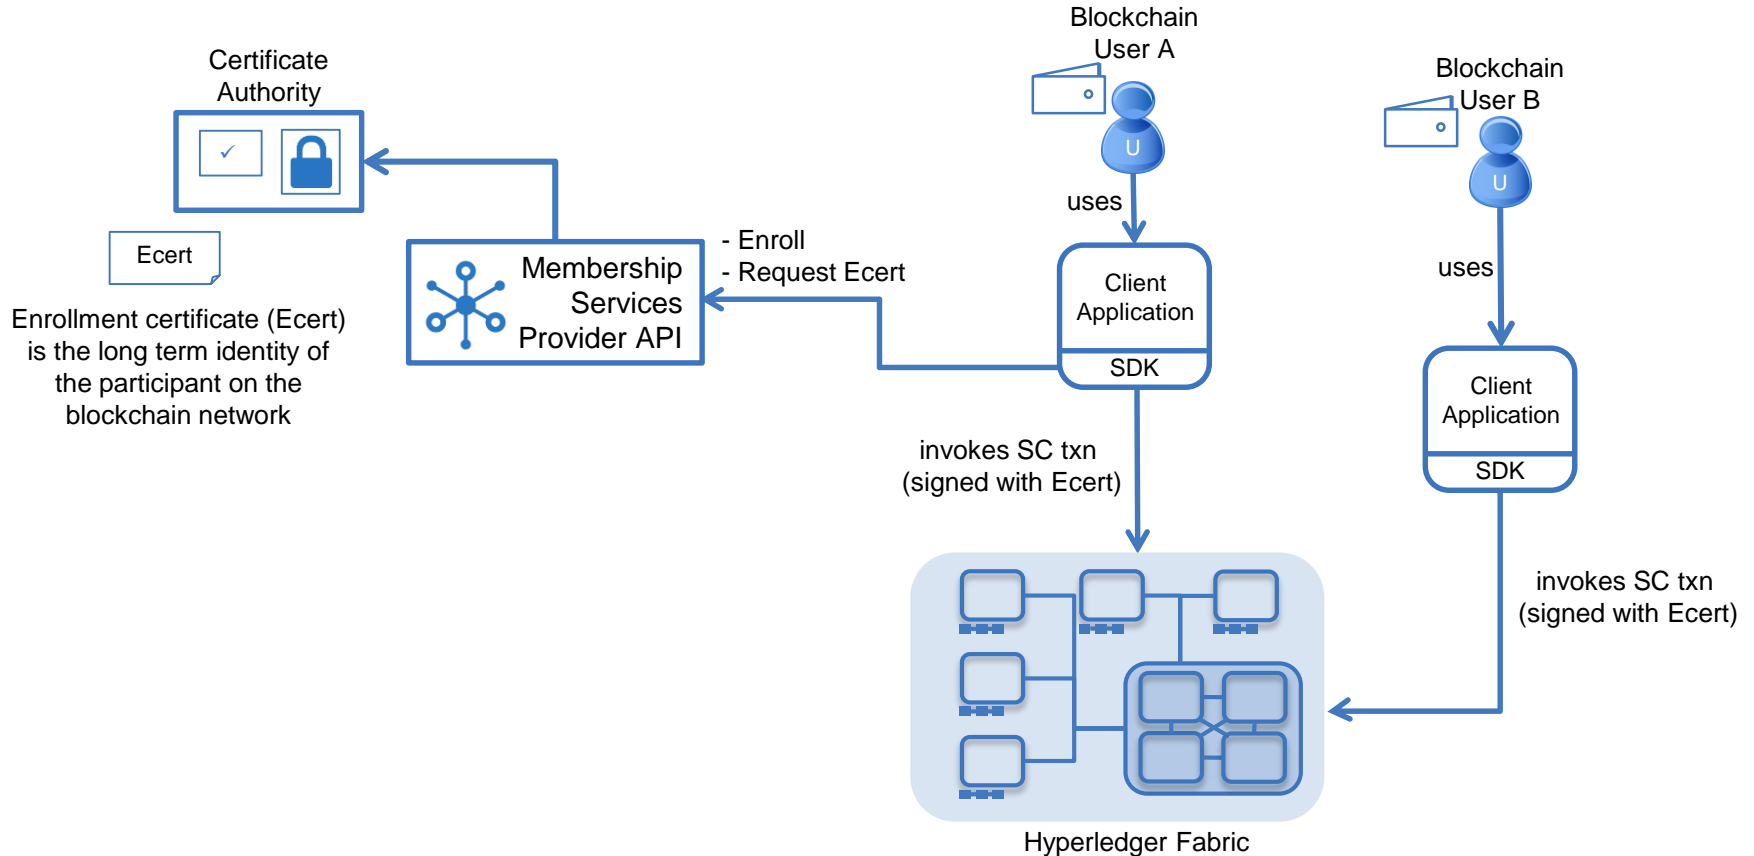 Blockchain
User A
Certificate
Authority
Blockchain
User B
✓
U
U
uses
Ecert
- Enroll
- Request Ecert
Membership
Services
Provider API
Client
Application
SDK
uses
Enrollment certificate (Ecert)
is the long term identity of
the participant on the
blockchain network
Client
Application
SDK
invokes SC txn
(signed with Ecert)
invokes SC txn
(signed with Ecert)
Hyperledger Fabric